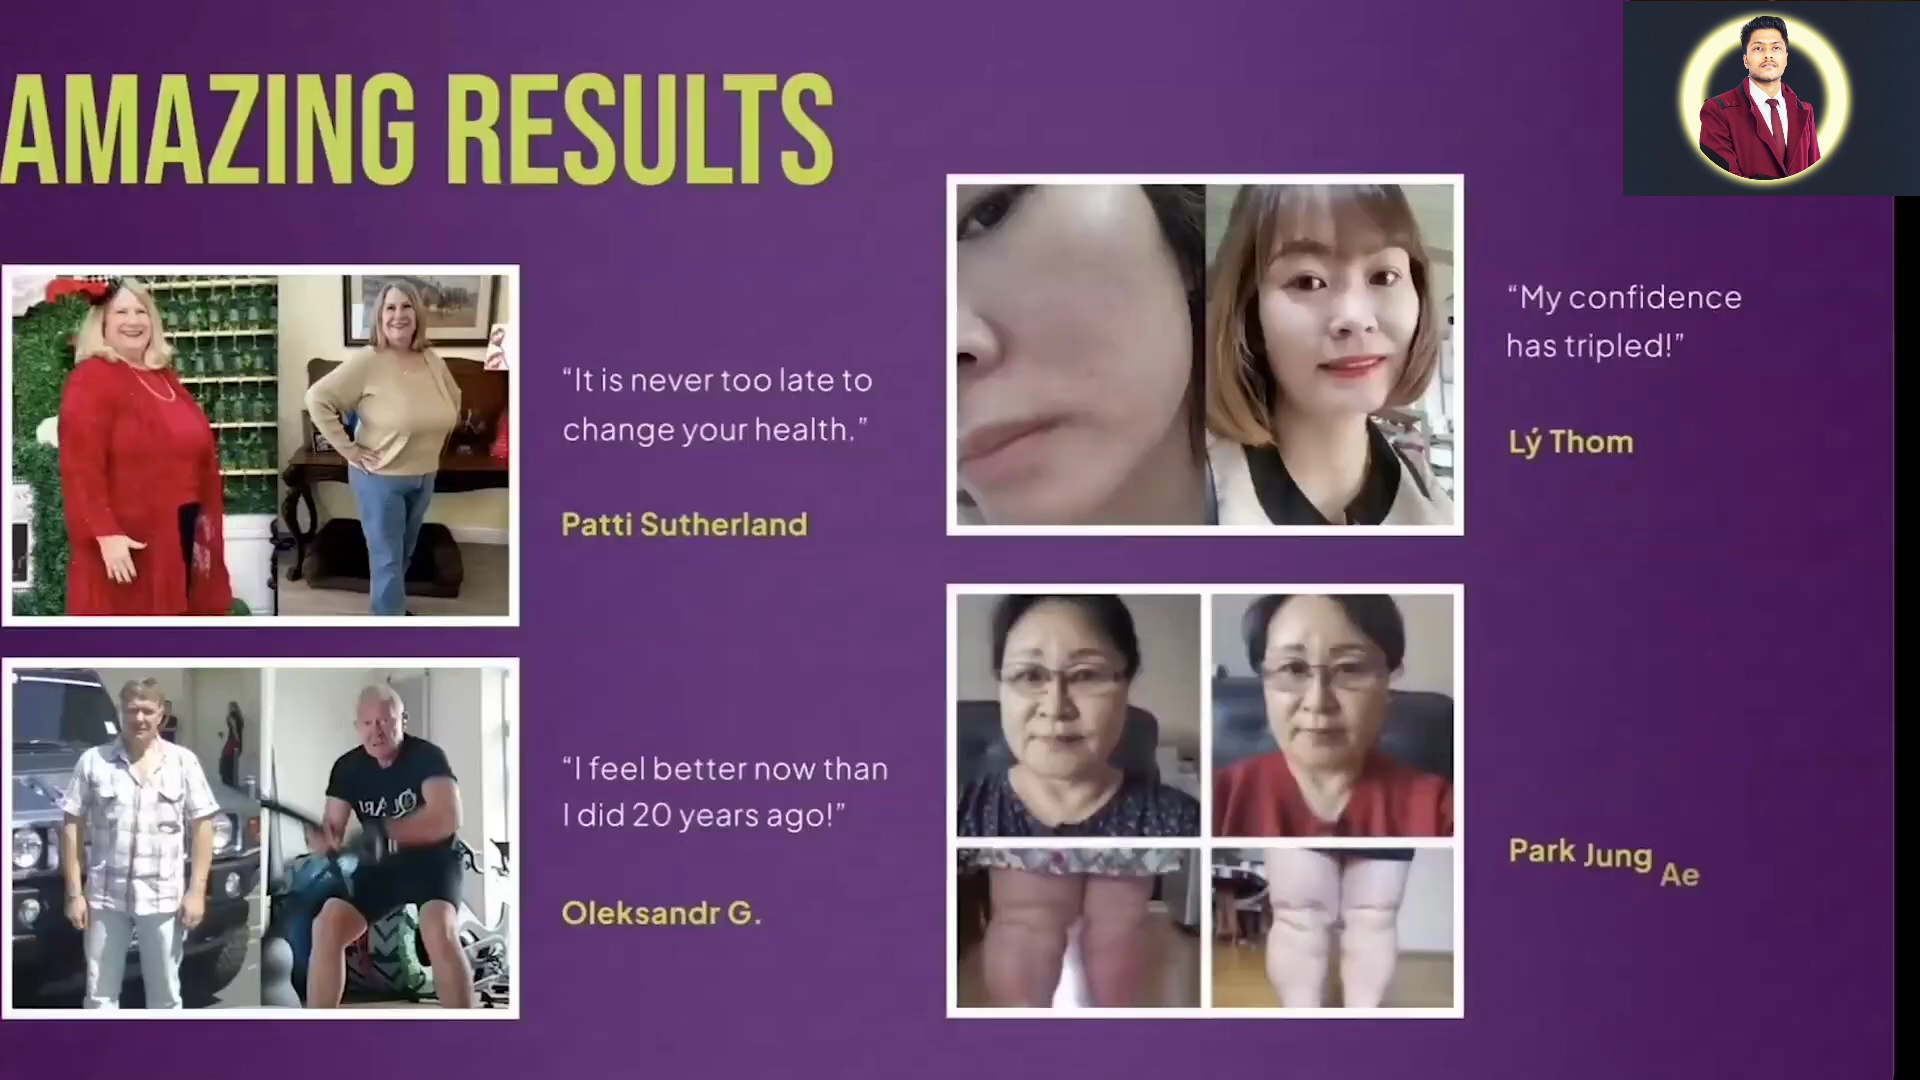 AMAZING RESULTS
“It is never too late to
change your health.”
Patti Sutherland
“I feel better now than
I did 20 years ago!”
Oleksandr G.
“My confidence
has tripled!”
Lý Thom
Park Jung Ae